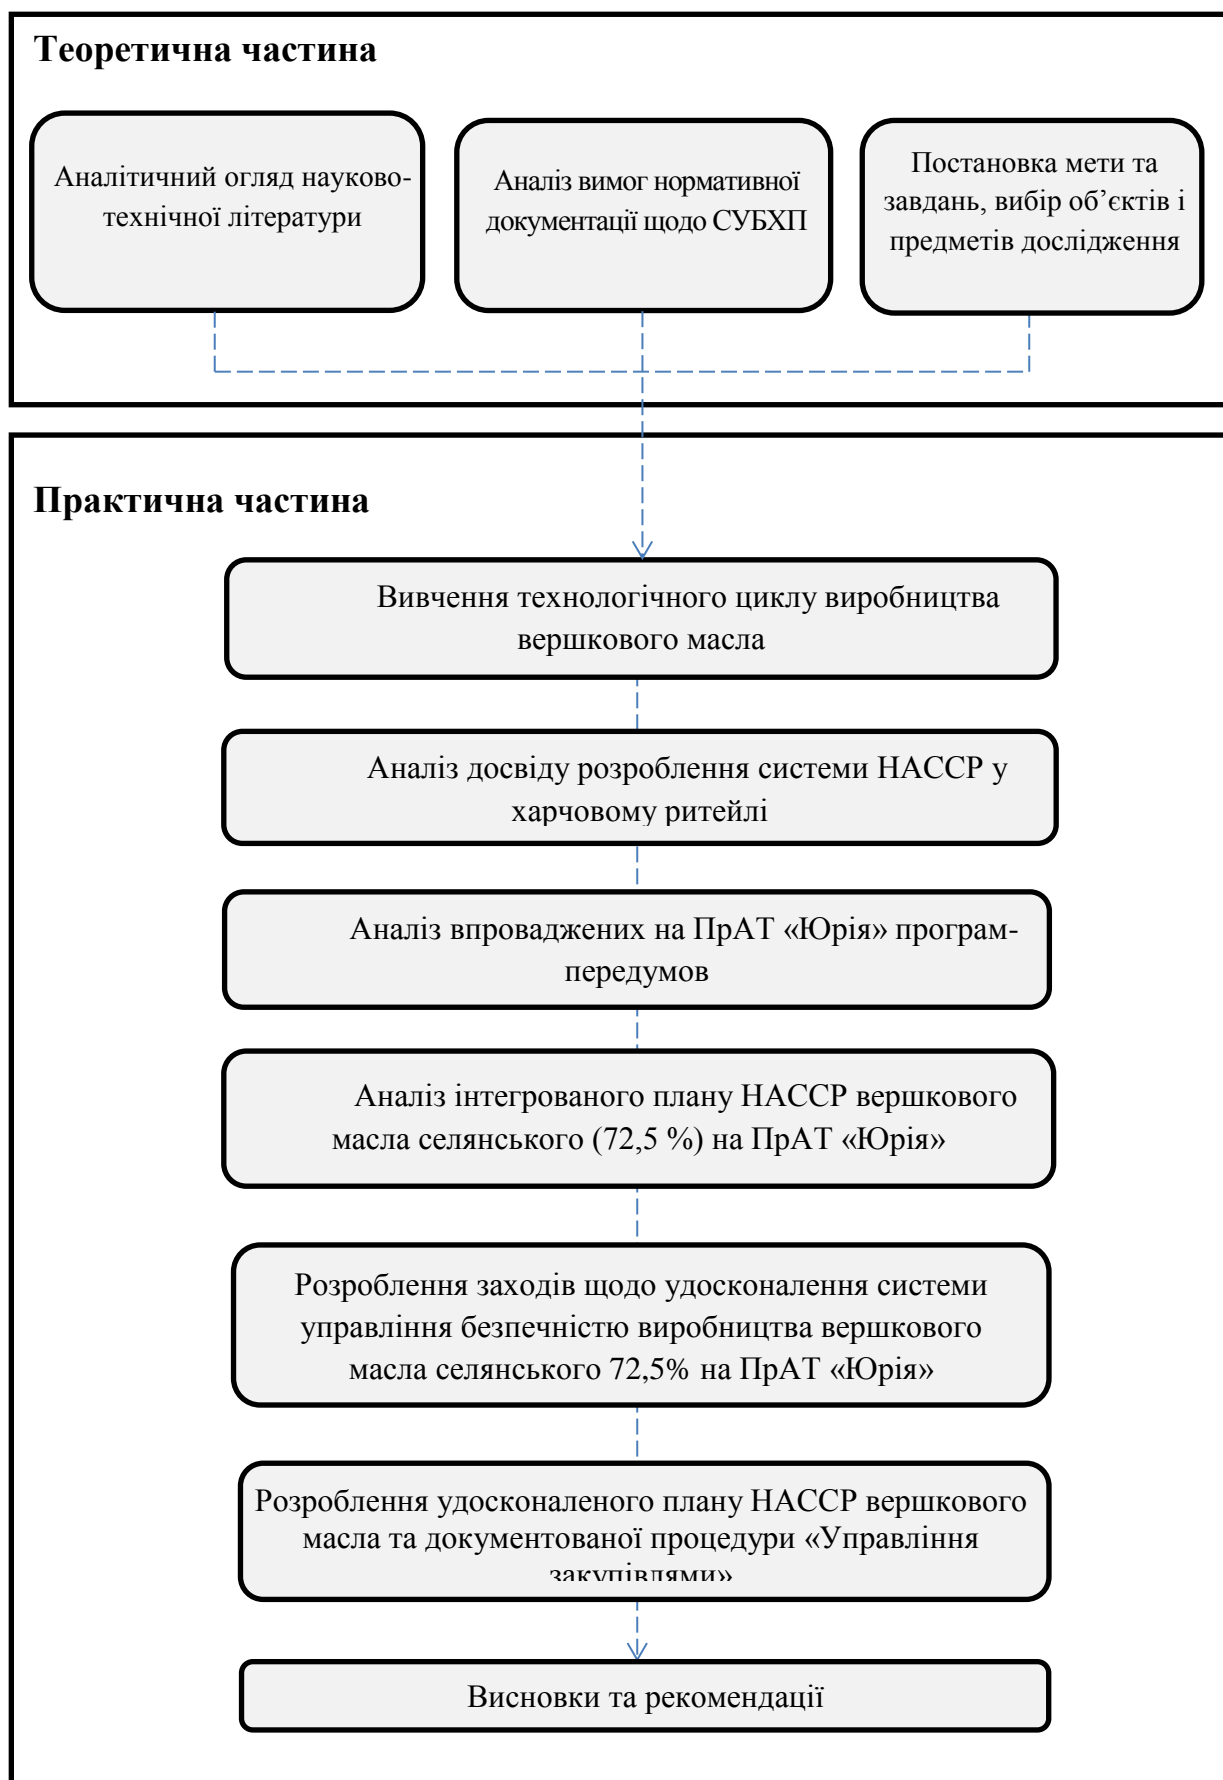 Теоретична частина
Аналітичний огляд науково-
технічної літератури
Аналіз вимог нормативної
документації щодо СУБХП
Постановка мети та
завдань, вибір об’єктів і
предметів дослідження
Практична частина
Вивчення технологічного циклу виробництва
вершкового масла
Аналіз досвіду розроблення системи НАССР у
харчовому ритейлі
Аналіз впроваджених на ПрАТ «Юрія» програм-
передумов
Аналіз інтегрованого плану НАССР вершкового
масла селянського (72,5 %) на ПрАТ «Юрія»
Розроблення заходів щодо удосконалення системи
управління безпечністю виробництва вершкового
масла селянського 72,5% на ПрАТ «Юрія»
Розроблення удосконаленого плану НАССР вершкового
масла та документованої процедури «Управління
закупівлями»
Висновки та рекомендації